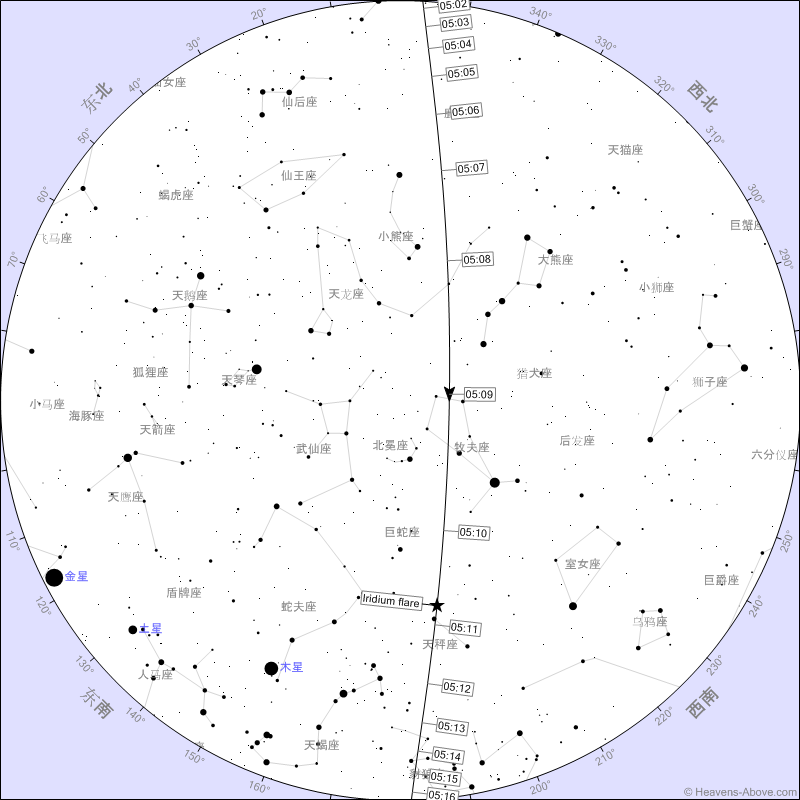 05:02
20°
340°
05:03
05:04
30°
330°
05:05
仙女座
40°
320°
东北
西北
仙后座
05:06
50°
310°
天猫座
05:07
仙王座
60°
300°
蝎虎座
巨蟹座
飞马座
小熊座
70°
05:08
大熊座
290°
天龙座
小狮座
天鹅座
狐狸座
天琴座
猎犬座
狮子座
05:09
小马座
海豚座
天箭座
武仙座
北冕座
牧夫座
后发座
六分仪座
天鹰座
05:10
巨蛇座
110°
250°
金星
室女座
巨爵座
盾牌座
120°
蛇夫座
Iridium flare
240°
土星
05:11
乌鸦座
天秤座
130°
230°
木星
人马座
05:12
东南
西南
140°
220°
05:13
天蝎座
150°
210°
05:14
05:15
160°
200°
05:16
© Heavens-Above.com